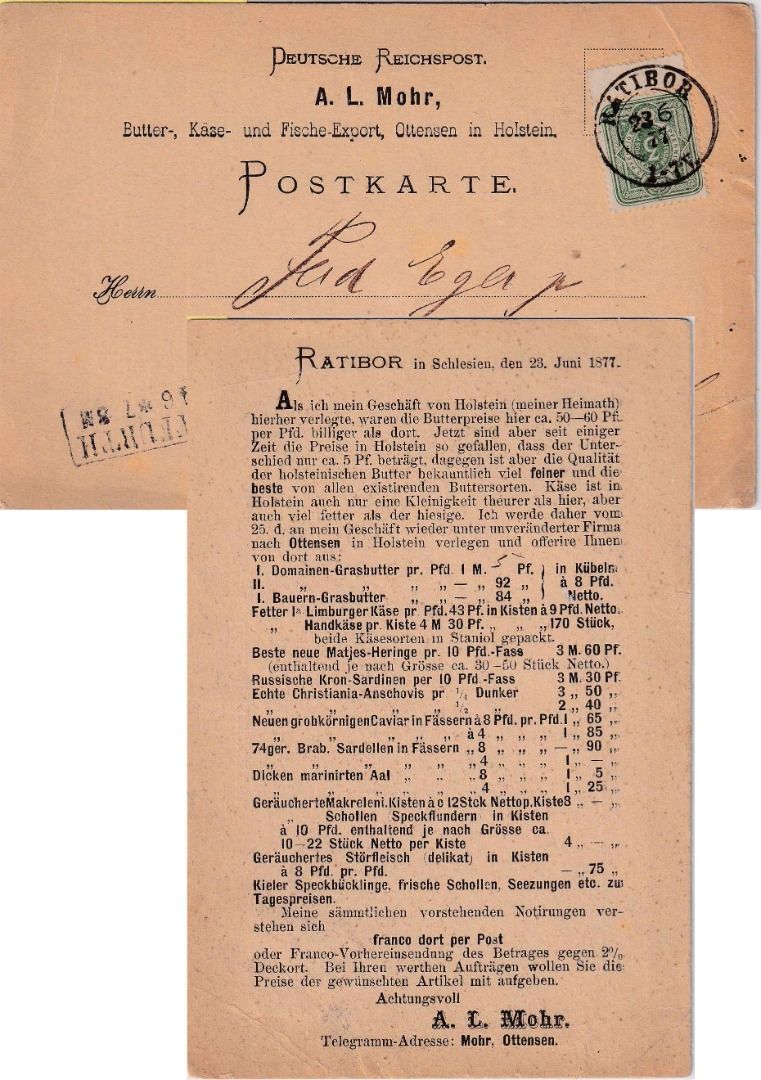 DEUTSCHE REICHSPOST.
A. L. Mohr,
Butter-, Käse- und Fische-Export, Ottensen in Holstein.
POSTKARTE.
RATIBOR
23 6
77
1-7 N
Herrn
Ferd Eger
FUERTH
RATIBOR in Schlesien, den 23. Juni 1877.
Als ich mein Geschäft von Holstein (meiner Heimath)
hierher verlegte, waren die Butterpreise hier ca. 50—60 Pf.
per Pfd. billiger als dort. Jetzt sind aber seit einiger
Zeit die Preise in Holstein so gefallen, dass der Unter-
schied nur ca. 5 Pf. beträgt, dagegen ist aber die Qualität
der holsteinischen Butter bekanntlich viel feiner und die
beste von allen existirenden Buttersorten. Käse ist in
Holstein auch nur eine Kleinigkeit theurer als hier, aber
auch viel fetter als der hiesige. Ich werde daher vom
25. d. an mein Geschäft wieder unter unveränderter Firma
nach Ottensen in Holstein verlegen und offerire Ihnen
von dort aus:
I. Domainen-Grasbutter pr. Pfd. 1 M. 5 Pf. } in Kübeln
II. „ „ „ „ — „ 92 „ } à 8 Pfd.
I. Bauern-Grasbutter „ „ — „ 84 „ } Netto.
Fetter Ia Limburger Käse pr. Pfd. 43 Pf. in Kisten à 9 Pfd. Netto.
„ Handkäse pr. Kiste 4 M 30 Pf. „ „ „ 170 Stück,
beide Käsesorten in Staniol gepackt.
Beste neue Matjes-Heringe pr. 10 Pfd.-Fass 3 M. 60 Pf.
(enthaltend je nach Grösse ca. 30-50 Stück Netto.)
Russische Kron-Sardinen per 10 Pfd.-Fass 3 M. 30 Pf.
Echte Christiania-Anschovis pr 1/4 Dunker 3 „ 50 „
„ „ „ 1/2 „ 2 „ 40 „
Neuen grobkörnigen Caviar in Fässern à 8 Pfd. pr. Pfd. 1 „ 65 „
„ „ „ „ à 4 „ „ „ 1 „ 85 „
74ger. Brab. Sardellen in Fässern „ 8 „ „ „ — „ 90 „
„ „ „ „ „ 4 „ „ „ 1 „ — „
Dicken marinirten Aal „ „ „ 8 „ „ „ 1 „ 5 „
„ „ „ „ „ 4 „ „ „ 1 „ 25 „
Geräucherte Makrelen i. Kisten à c 12 Stck Netto p. Kiste 3 „ — „
„ Schollen (Speckflundern) in Kisten
à 10 Pfd. enthaltend je nach Grösse ca.
10-22 Stück Netto per Kiste 4 „ — „
Geräuchertes Störfleisch (delikat) in Kisten
à 8 Pfd. pr. Pfd. — „ 75 „
Kieler Speckbücklinge, frische Schollen, Seezungen etc. zu
Tagespreisen.
Meine sämmtlichen vorstehenden Notirungen ver-
stehen sich
franco dort per Post
oder Franco-Vorhereinsendung des Betrages gegen 2%
Deckort. Bei Ihren werthen Aufträgen wollen Sie die
Preise der gewünschten Artikel mit aufgeben.
Achtungsvoll
A. L. Mohr.
Telegramm-Adresse: Mohr, Ottensen.